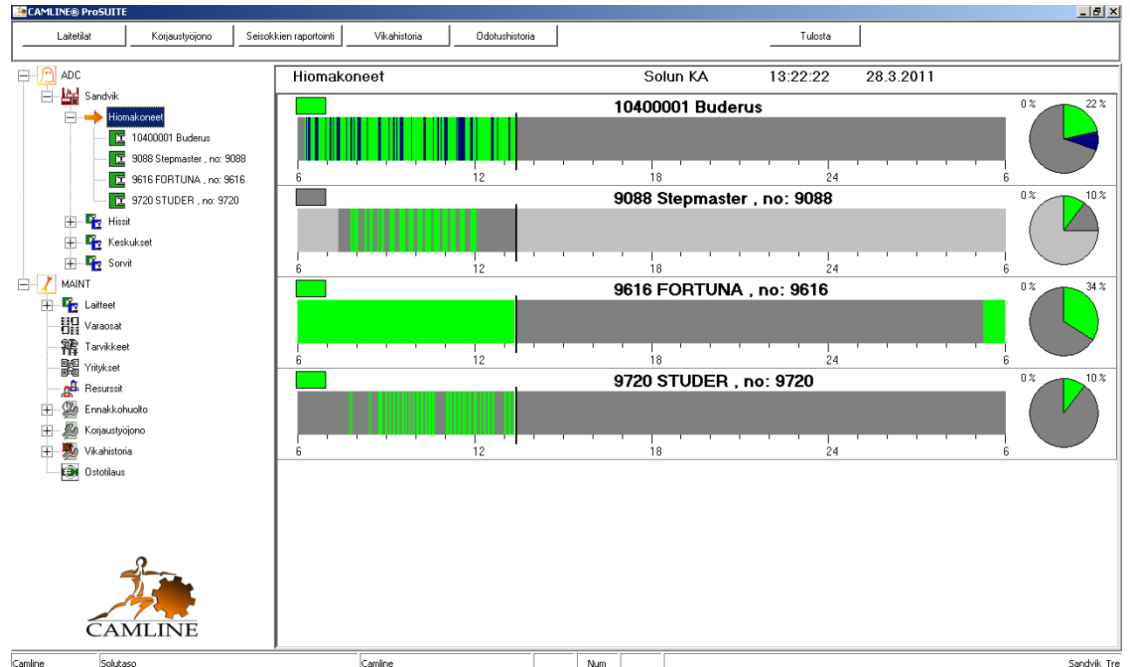 CAMLINE® ProSUITE
Laitetilat Korjaustyöjono Seisokkien raportointi Vikahistoria Odotushistoria Tulosta
ADC
Sandvik
Hiomakoneet
10400001 Buderus
9088 Stepmaster , no: 9088
9616 FORTUNA , no: 9616
9720 STUDER , no: 9720
Hissit
Keskukset
Sorvit
MAINT
Laitteet
Varaosat
Tarvikkeet
Yritykset
Resurssit
Ennakkohuolto
Korjaustyöjono
Vikahistoria
Ostotilaus
CAMLINE
Hiomakoneet Solun KA 13:22:22 28.3.2011
10400001 Buderus 0 % 22 %
6 12 18 24 6
9088 Stepmaster , no: 9088 0 % 10 %
6 12 18 24 6
9616 FORTUNA , no: 9616 0 % 34 %
6 12 18 24 6
9720 STUDER , no: 9720 0 % 10 %
6 12 18 24 6
Camline Solutaso Camline Num Sandvik Tre